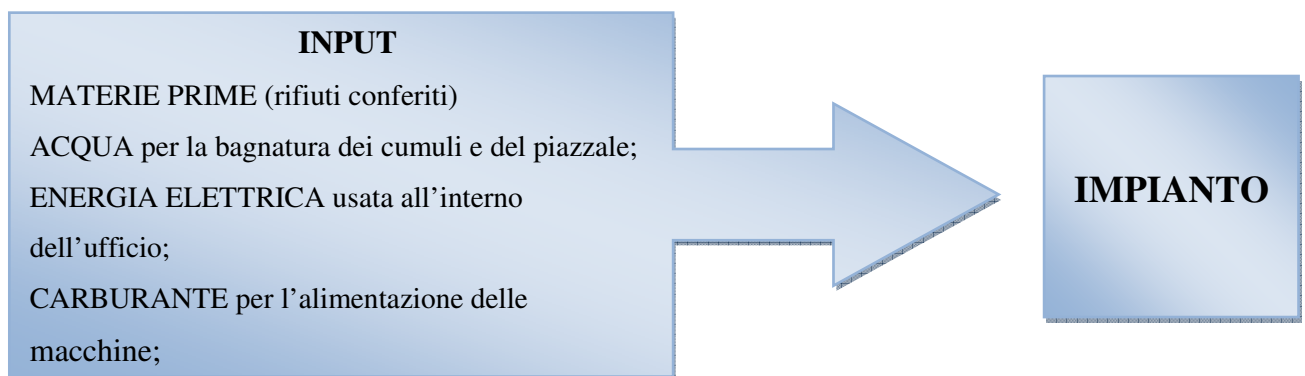 INPUT
MATERIE PRIME (rifiuti conferiti)
ACQUA per la bagnatura dei cumuli e del piazzale;
ENERGIA ELETTRICA usata all’interno
dell’ufficio;
CARBURANTE per l’alimentazione delle
macchine;
IMPIANTO